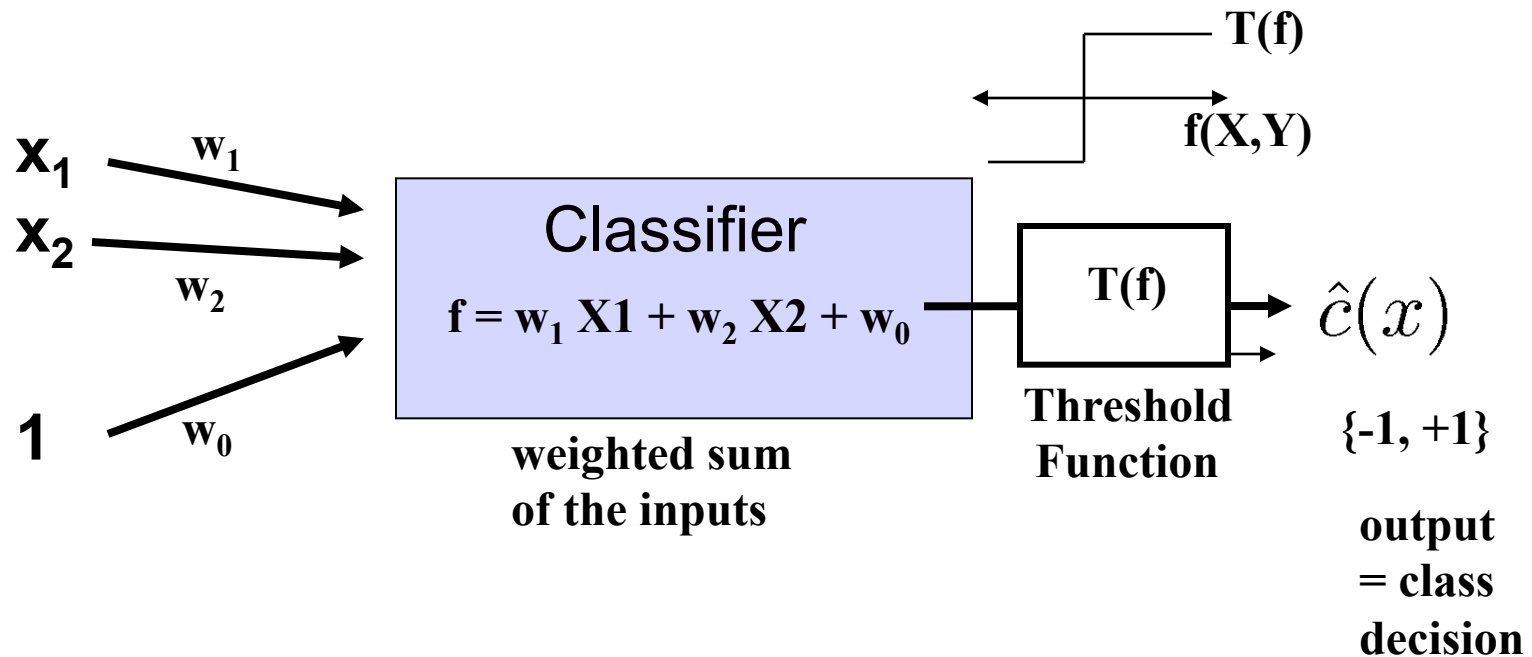 T(f)
f(X,Y)
x₁
w₁
x₂
w₂
1
w₀
Classifier
f = w₁ X1 + w₂ X2 + w₀
weighted sum
of the inputs
T(f)
Threshold
Function
ĉ(x)
{-1, +1}
output
= class
decision